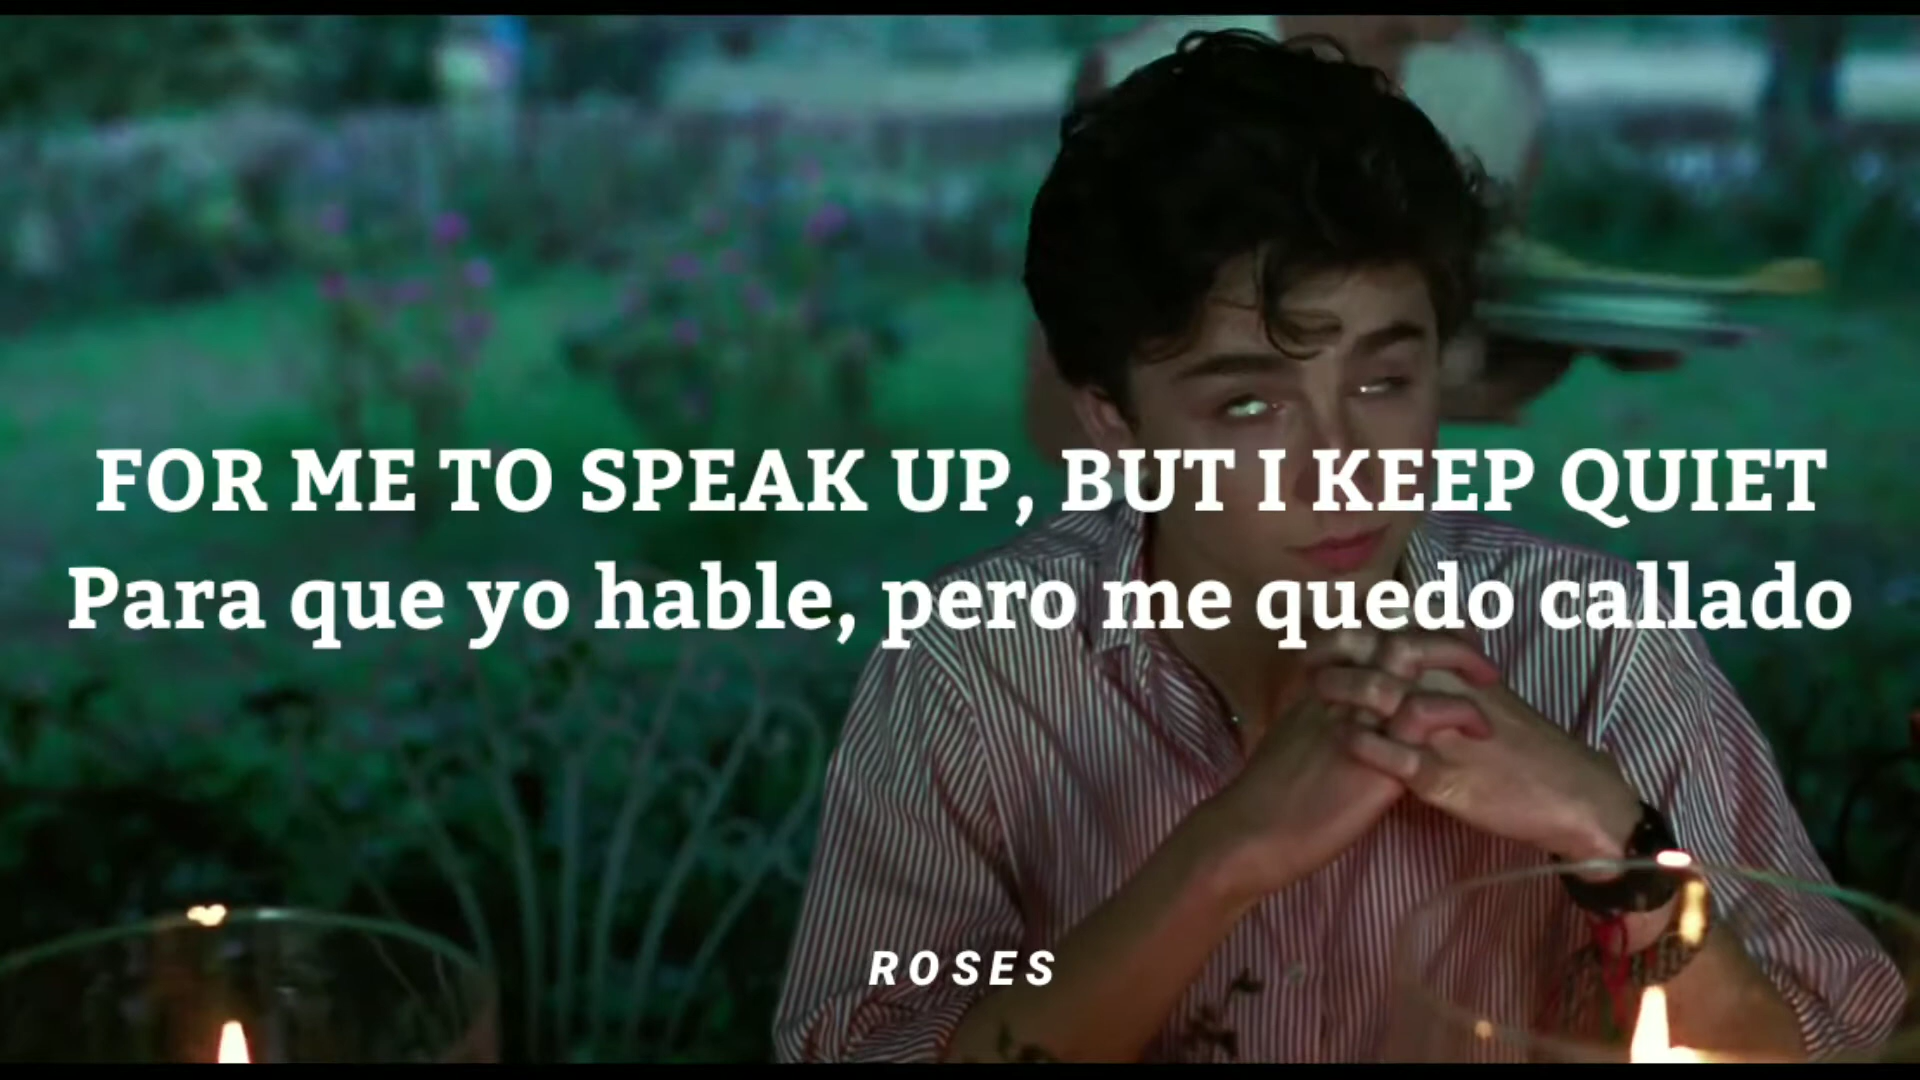 FOR ME TO SPEAK UP, BUT I KEEP QUIET
Para que yo hable, pero me quedo callado
ROSES